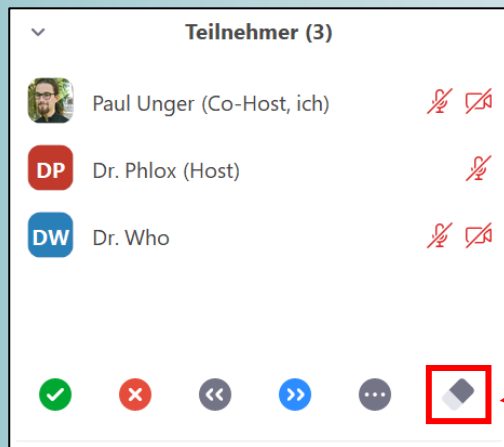 Teilnehmer (3)
Paul Unger (Co-Host, ich)
DP Dr. Phlox (Host)
DW Dr. Who